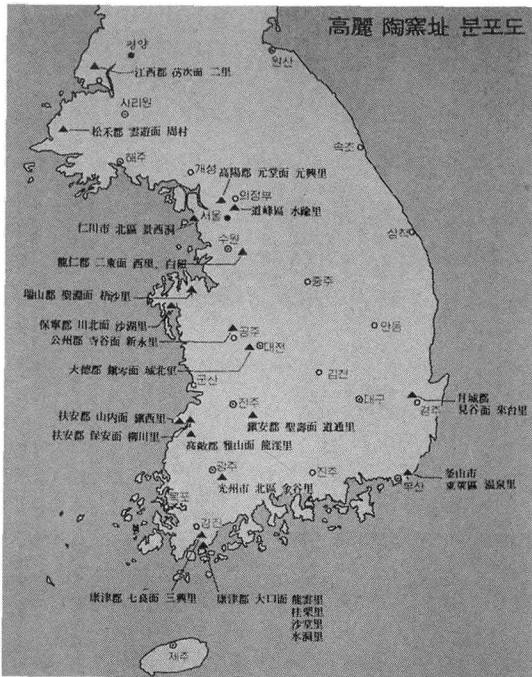 高麗 陶窯址 분포도
평양
원산
江西郡 芿次面 二里
사리원
松禾郡 雲遊面 周村
해주
속초
개성
高陽郡 元堂面 元興里
의정부
서울
道峰區 水踰里
仁川市 北區 景西洞
삼척
수원
龍仁郡 二東面 西里, 白磁
중주
瑞山郡 聖淵面 梧沙里
保寧郡 川北面 沙湖里
안동
公州郡 寺谷面 新永里
공주
대전
大德郡 鎭岑面 城北里
김천
군산
대구
月城郡
見谷面 來台里
경주
전주
扶安郡 山內面 鎭西里
鎭安郡 聖壽面 道通里
扶安郡 保安面 柳川里
高敞郡 雅山面 龍溪里
광주
진주
부산
釜山市
東萊區 温泉里
光州市 北區 金谷里
목포
강진
康津郡 七良面 三興里
康津郡 大口面 龍雲里
桂栗里
沙堂里
水洞里
제주